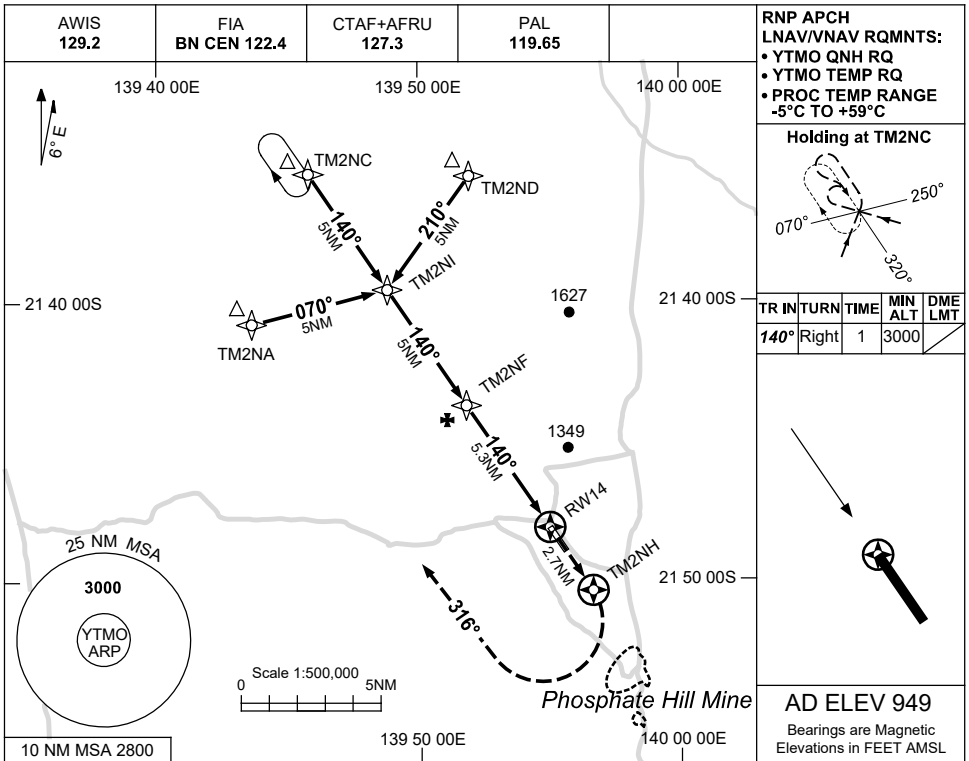 AWIS
129.2
FIA
BN CEN 122.4
CTAF+AFRU
127.3
PAL
119.65
RNP APCH
LNAV/VNAV RQMNTS:
• YTMO QNH RQ
• YTMO TEMP RQ
• PROC TEMP RANGE
-5°C TO +59°C
139 40 00E
139 50 00E
140 00 00E
6° E
TM2NC
TM2ND
140°
5NM
210°
5NM
TM2NI
21 40 00S
070°
5NM
TM2NA
140°
5NM
1627
21 40 00S
TM2NF
1349
140°
5.3NM
RW14
2.7NM
TM2NH
21 50 00S
316°
25 NM MSA
3000
YTMO
ARP
Scale 1:500,000
0
5NM
Phosphate Hill Mine
10 NM MSA 2800
139 50 00E
140 00 00E
Holding at TM2NC
250°
070°
320°
TR IN TURN TIME MIN ALT DME LMT
140° Right 1 3000
AD ELEV 949
Bearings are Magnetic
Elevations in FEET AMSL